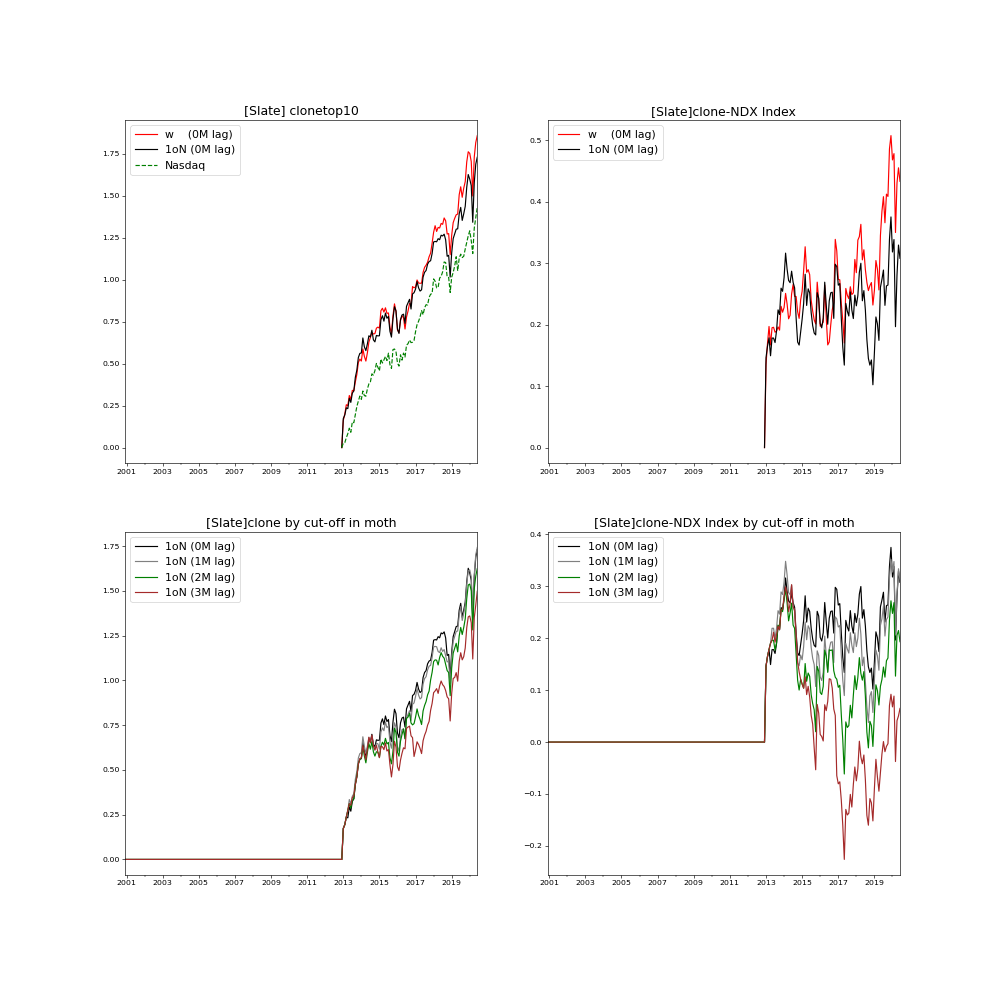 [Slate] clonetop10
w    (0M lag)
1oN (0M lag)
Nasdaq
1.75
1.50
1.25
1.00
0.75
0.50
0.25
0.00
2001 2003 2005 2007 2009 2011 2013 2015 2017 2019
[Slate]clone-NDX Index
w    (0M lag)
1oN (0M lag)
0.5
0.4
0.3
0.2
0.1
0.0
2001 2003 2005 2007 2009 2011 2013 2015 2017 2019
[Slate]clone by cut-off in moth
1oN (0M lag)
1oN (1M lag)
1oN (2M lag)
1oN (3M lag)
1.75
1.50
1.25
1.00
0.75
0.50
0.25
0.00
2001 2003 2005 2007 2009 2011 2013 2015 2017 2019
[Slate]clone-NDX Index by cut-off in moth
1oN (0M lag)
1oN (1M lag)
1oN (2M lag)
1oN (3M lag)
0.4
0.3
0.2
0.1
0.0
−0.1
−0.2
2001 2003 2005 2007 2009 2011 2013 2015 2017 2019